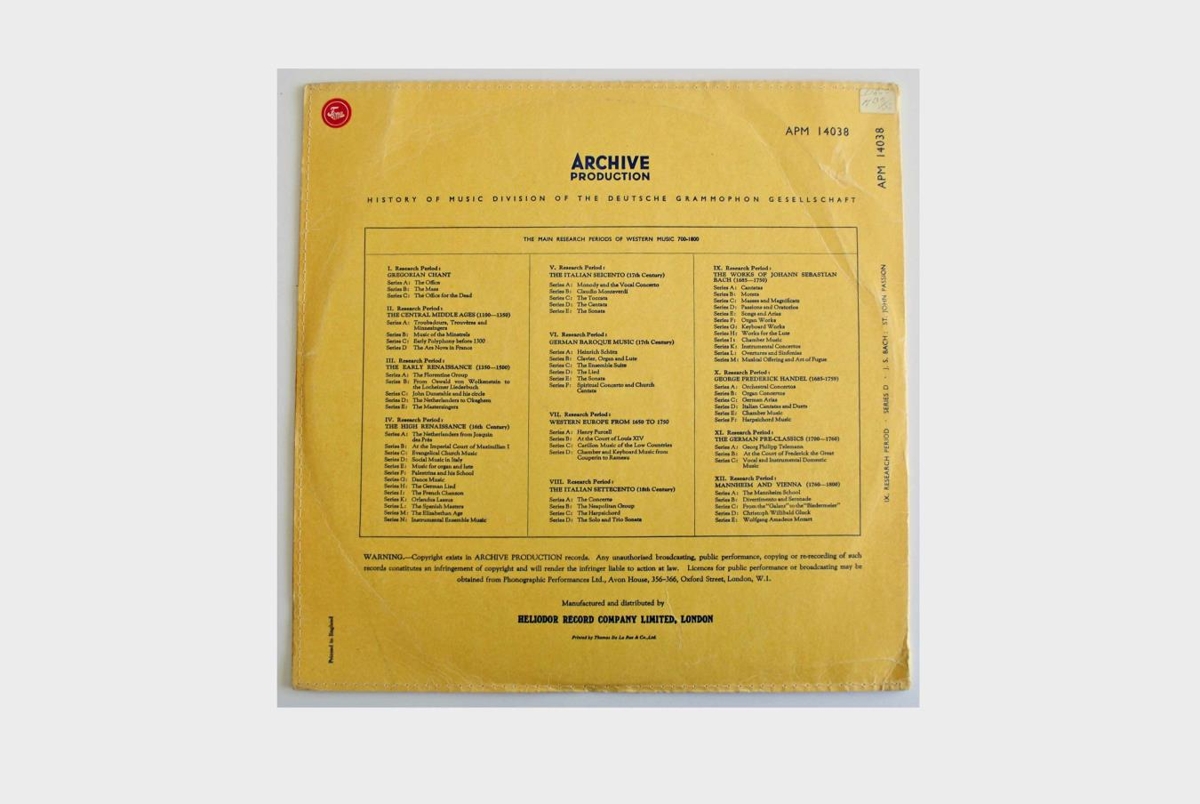 APM 14038
ARCHIVE
PRODUCTION
HISTORY OF MUSIC DIVISION OF THE DEUTSCHE GRAMMOPHON GESELLSCHAFT
THE MAIN RESEARCH PERIODS OF WESTERN MUSIC 700-1800
I. Research Period:
GREGORIAN CHANT
Series A: The Office
Series B: The Mass
Series C: The Office for the Dead
II. Research Period:
THE CENTRAL MIDDLE AGES (1100—1350)
Series A: Troubadours, Trouvères and
Minnesingers
Series B: Music of the Minstrels
Series C: Early Polyphony before 1300
Series D The Ars Nova in France
III. Research Period:
THE EARLY RENAISSANCE (1350—1500)
Series A: The Florentine Group
Series B: From Oswald von Wolkenstein to
the Locheimer Liederbuch
Series C: John Dunstable and his circle
Series D: The Netherlanders to Okeghem
Series E: The Mastersingers
IV. Research Period:
THE HIGH RENAISSANCE (16th Century)
Series A: The Netherlanders from Josquin
des Prés
Series B: At the Imperial Court of Maximilian I
Series C: Evangelical Church Music
Series D: Social Music in Italy
Series E: Music for organ and lute
Series F: Palestrina and his School
Series G: Dance Music
Series H: The German Lied
Series I: The French Chanson
Series K: Orlandus Lassus
Series L: The Spanish Masters
Series M: The Elizabethan Age
Series N: Instrumental Ensemble Music
V. Research Period:
THE ITALIAN SEICENTO (17th Century)
Series A: Monody and the Vocal Concerto
Series B: Claudio Monteverdi
Series C: The Toccata
Series D: The Cantata
Series E: The Sonata
VI. Research Period:
GERMAN BAROQUE MUSIC (17th Century)
Series A: Heinrich Schütz
Series B: Clavier, Organ and Lute
Series C: The Ensemble Suite
Series D: The Lied
Series E: The Sonata
Series F: Spiritual Concerto and Church
Cantata
VII. Research Period:
WESTERN EUROPE FROM 1650 TO 1750
Series A: Henry Purcell
Series B: At the Court of Louis XIV
Series C: Carillon Music of the Low Countries
Series D: Chamber and Keyboard Music from
Couperin to Rameau
VIII. Research Period:
THE ITALIAN SETTECENTO (18th Century)
Series A: The Concerto
Series B: The Neapolitan Group
Series C: The Harpsichord
Series D: The Solo and Trio Sonata
IX. Research Period:
THE WORKS OF JOHANN SEBASTIAN
BACH (1685—1750)
Series A: Cantatas
Series B: Motets
Series C: Masses and Magnificats
Series D: Passions and Oratorios
Series E: Songs and Arias
Series F: Organ Works
Series G: Keyboard Works
Series H: Works for the Lute
Series I: Chamber Music
Series K: Instrumental Concertos
Series L: Overtures and Sinfonias
Series M: Musical Offering and Art of Fugue
X. Research Period:
GEORGE FREDERICK HANDEL (1685-1759)
Series A: Orchestral Concertos
Series B: Organ Concertos
Series C: German Arias
Series D: Italian Cantatas and Duets
Series E: Chamber Music
Series F: Harpsichord Music
XI. Research Period:
THE GERMAN PRE-CLASSICS (1700—1760)
Series A: Georg Philipp Telemann
Series B: At the Court of Frederick the Great
Series C: Vocal and Instrumental Domestic
Music
XII. Research Period:
MANNHEIM AND VIENNA (1760—1800)
Series A: The Mannheim School
Series B: Divertimento and Serenade
Series C: From the "Galant" to the "Biedermeier"
Series D: Christoph Willibald Gluck
Series E: Wolfgang Amadeus Mozart
WARNING.—Copyright exists in ARCHIVE PRODUCTION records. Any unauthorised broadcasting, public performance, copying or re-recording of such
records constitutes an infringement of copyright and will render the infringer liable to action at law. Licences for public performance or broadcasting may be
obtained from Phonographic Performances Ltd., Avon House, 356-366, Oxford Street, London, W.1.
Manufactured and distributed by
HELIODOR RECORD COMPANY LIMITED, LONDON
Printed by Thomas De La Rue & Co., Ltd.
Printed in England
APM 14038
IX. RESEARCH PERIOD · SERIES D · J. S. BACH: ST. JOHN PASSION